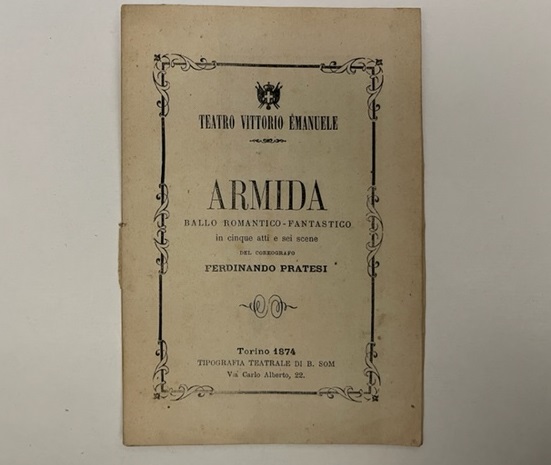 TEATRO VITTORIO ÉMANUELE
ARMIDA
BALLO ROMANTICO-FANTASTICO
in cinque atti e sei scene
DEL COREOGRAFO
FERDINANDO PRATESI
Torino 1874
TIPOGRAFIA TEATRALE DI B. SOM
Via Carlo Alberto, 22.